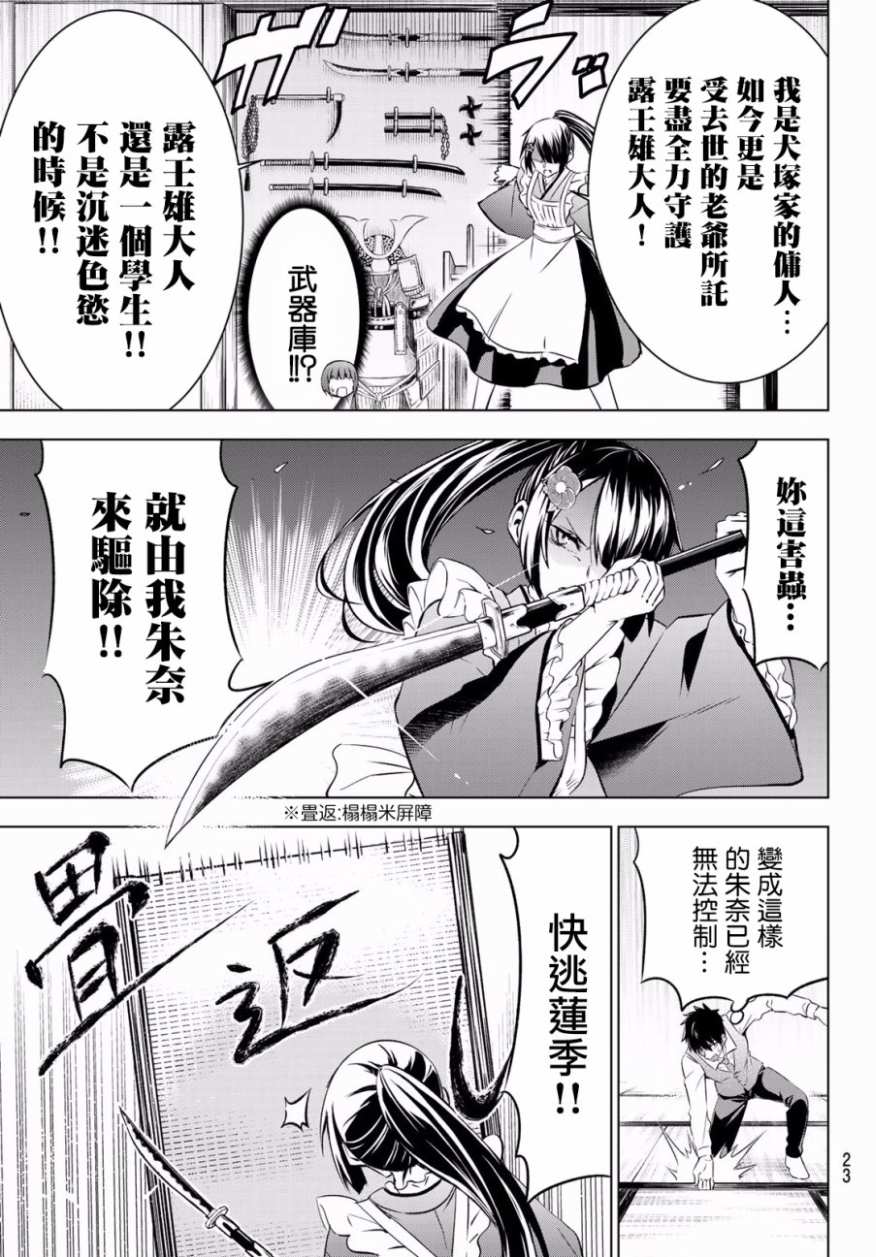 我是犬塚家的傭人…
如今更是
受去世的老爺所託
要盡全力守護
露王雄大人！
武器庫!!?
露王雄大人
還是一個學生!!
不是沉迷色慾
的時候!!
妳這害蟲…
就由我朱奈
來驅除!!
※畳返:榻榻米屏障
變成這樣
的朱奈已經
無法控制…
快逃蓮季!!
畳返
23